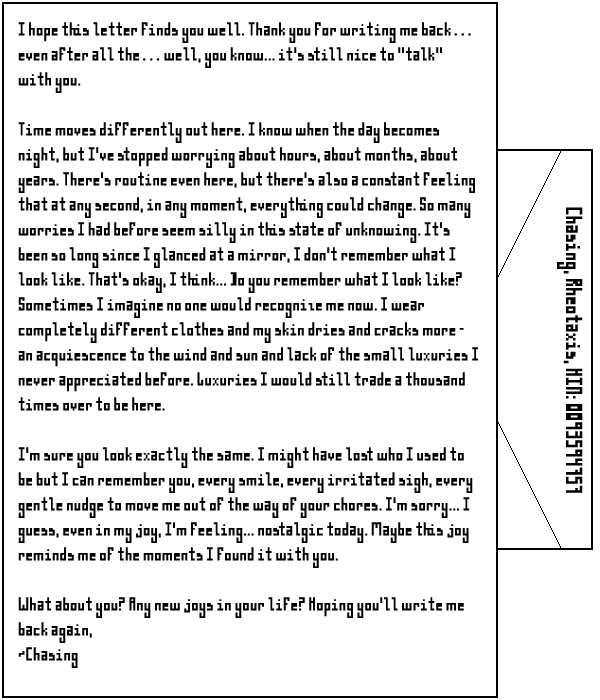 I hope this letter finds you well. Thank you for writing me back...
even after all the... well, you know... it's still nice to "talk"
with you.
Time moves differently out here. I know when the day becomes
night, but I've stopped worrying about hours, about months, about
years. There's routine even here, but there's also a constant feeling
that at any second, in any moment, everything could change. So many
worries I had before seem silly in this state of unknowing. It's
been so long since I glanced at a mirror, I don't remember what I
look like. That's okay, I think... Do you remember what I look like?
Sometimes I imagine no one would recognize me now. I wear
completely different clothes and my skin dries and cracks more -
an acquiescence to the wind and sun and lack of the small luxuries I
never appreciated before. Luxuries I would still trade a thousand
times over to be here.
I'm sure you look exactly the same. I might have lost who I used to
be but I can remember you, every smile, every irritated sigh, every
gentle nudge to move me out of the way of your chores. I'm sorry... I
guess, even in my joy, I'm feeling... nostalgic today. Maybe this joy
reminds me of the moments I found it with you.
What about you? Any new joys in your life? Hoping you'll write me
back again,
~Chasing
Chasing, Rheotaxis, HIN: 0093594757